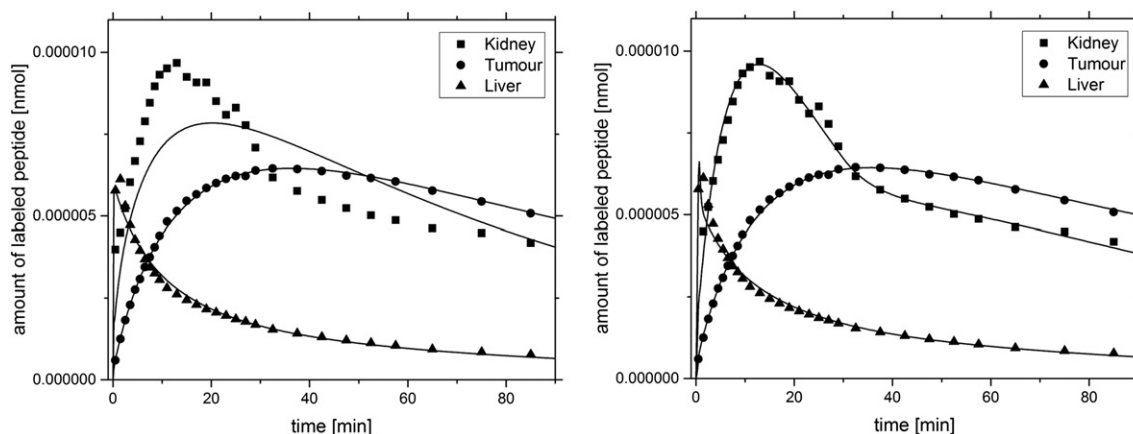 amount of labeled peptide [nmol]
0.000010
0.000005
0.000000
0
20
40
60
80
time [min]
Kidney
Tumour
Liver
amount of labeled peptide [nmol]
0.000010
0.000005
0.000000
0
20
40
60
80
time [min]
Kidney
Tumour
Liver